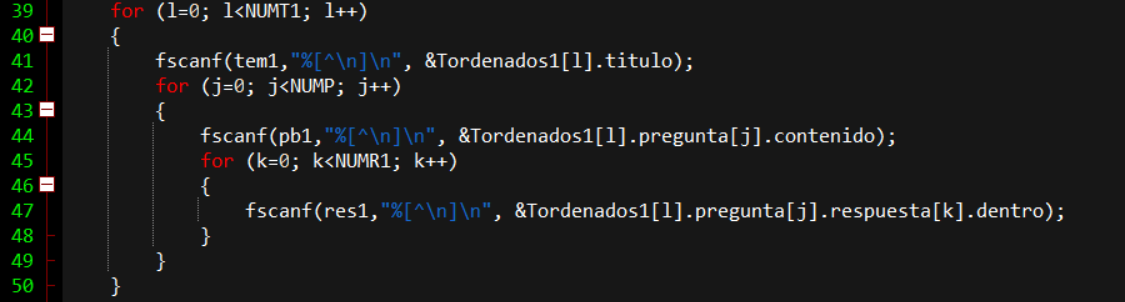 39 for (l=0; l<NUMT1; l++)
40 {
41 fscanf(tem1,"%[^\n]\n", &Tordenados1[l].titulo);
42 for (j=0; j<NUMP; j++)
43 {
44 fscanf(pb1,"%[^\n]\n", &Tordenados1[l].pregunta[j].contenido);
45 for (k=0; k<NUMR1; k++)
46 {
47 fscanf(res1,"%[^\n]\n", &Tordenados1[l].pregunta[j].respuesta[k].dentro);
48 }
49 }
50 }